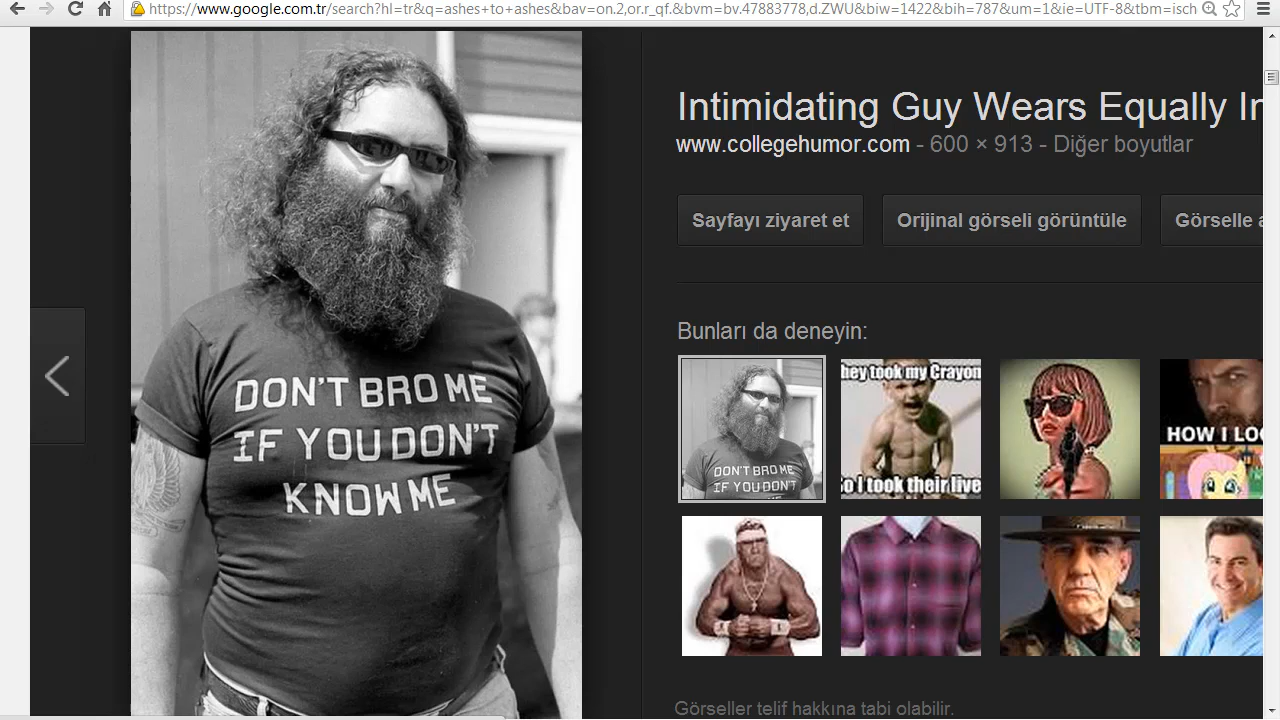 https://www.google.com.tr/search?hl=tr&q=ashes+to+ashes&bav=on.2,or.r_qf.&bvm=bv.47883778,d.ZWU&biw=1422&bih=787&um=1&ie=UTF-8&tbm=isch
Intimidating Guy Wears Equally
www.collegehumor.com - 600 × 913 - Diğer boyutlar
Sayfayı ziyaret et
Orijinal görseli görüntüle
Görselle
DON'T BRO ME
IF YOU DON'T
KNOW ME
Bunları da deneyin:
DON'T BRO ME
IF YOU DON'T
hey took my Crayon
So I took their live
HOW I LO
Görseller telif hakkına tabi olabilir.